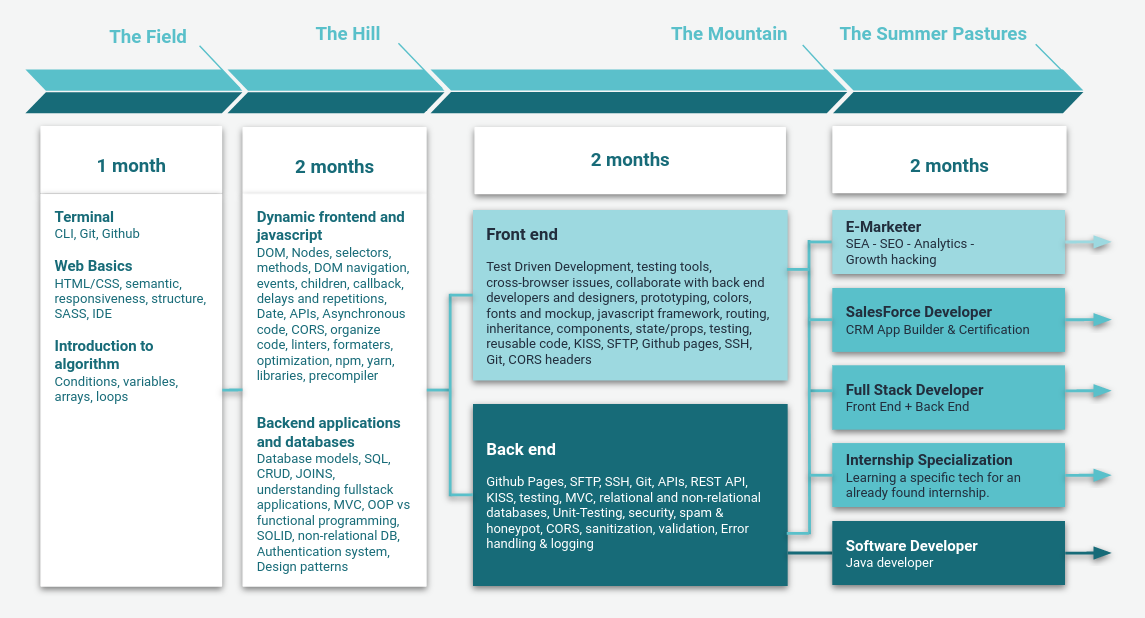 The Field
The Hill
The Mountain
The Summer Pastures
1 month
2 months
2 months
2 months
Terminal
CLI, Git, Github
Web Basics
HTML/CSS, semantic,
responsiveness, structure,
SASS, IDE
Introduction to
algorithm
Conditions, variables,
arrays, loops
Dynamic frontend and
javascript
DOM, Nodes, selectors,
methods, DOM navigation,
events, children, callback,
delays and repetitions,
Date, APIs, Asynchronous
code, CORS, organize
code, linters, formaters,
optimization, npm, yarn,
libraries, precompiler
Backend applications
and databases
Database models, SQL,
CRUD, JOINS,
understanding fullstack
applications, MVC, OOP vs
functional programming,
SOLID, non-relational DB,
Authentication system,
Design patterns
Front end
Test Driven Development, testing tools,
cross-browser issues, collaborate with back end
developers and designers, prototyping, colors,
fonts and mockup, javascript framework, routing,
inheritance, components, state/props, testing,
reusable code, KISS, SFTP, Github pages, SSH,
Git, CORS headers
Back end
Github Pages, SFTP, SSH, Git, APIs, REST API,
KISS, testing, MVC, relational and non-relational
databases, Unit-Testing, security, spam &
honeypot, CORS, sanitization, validation, Error
handling & logging
E-Marketer
SEA - SEO - Analytics -
Growth hacking
SalesForce Developer
CRM App Builder & Certification
Full Stack Developer
Front End + Back End
Internship Specialization
Learning a specific tech for an
already found internship.
Software Developer
Java developer